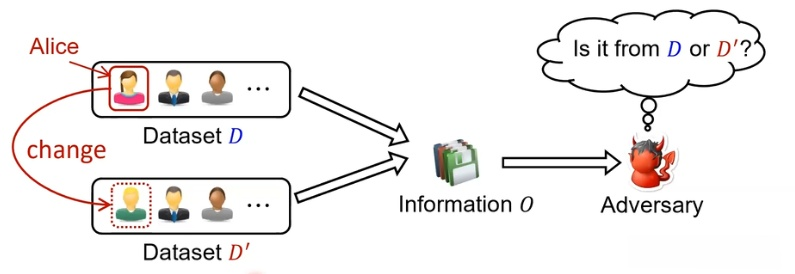 Alice
Is it from D or D′?
...
Dataset D
change
Information O
Adversary
...
Dataset D′